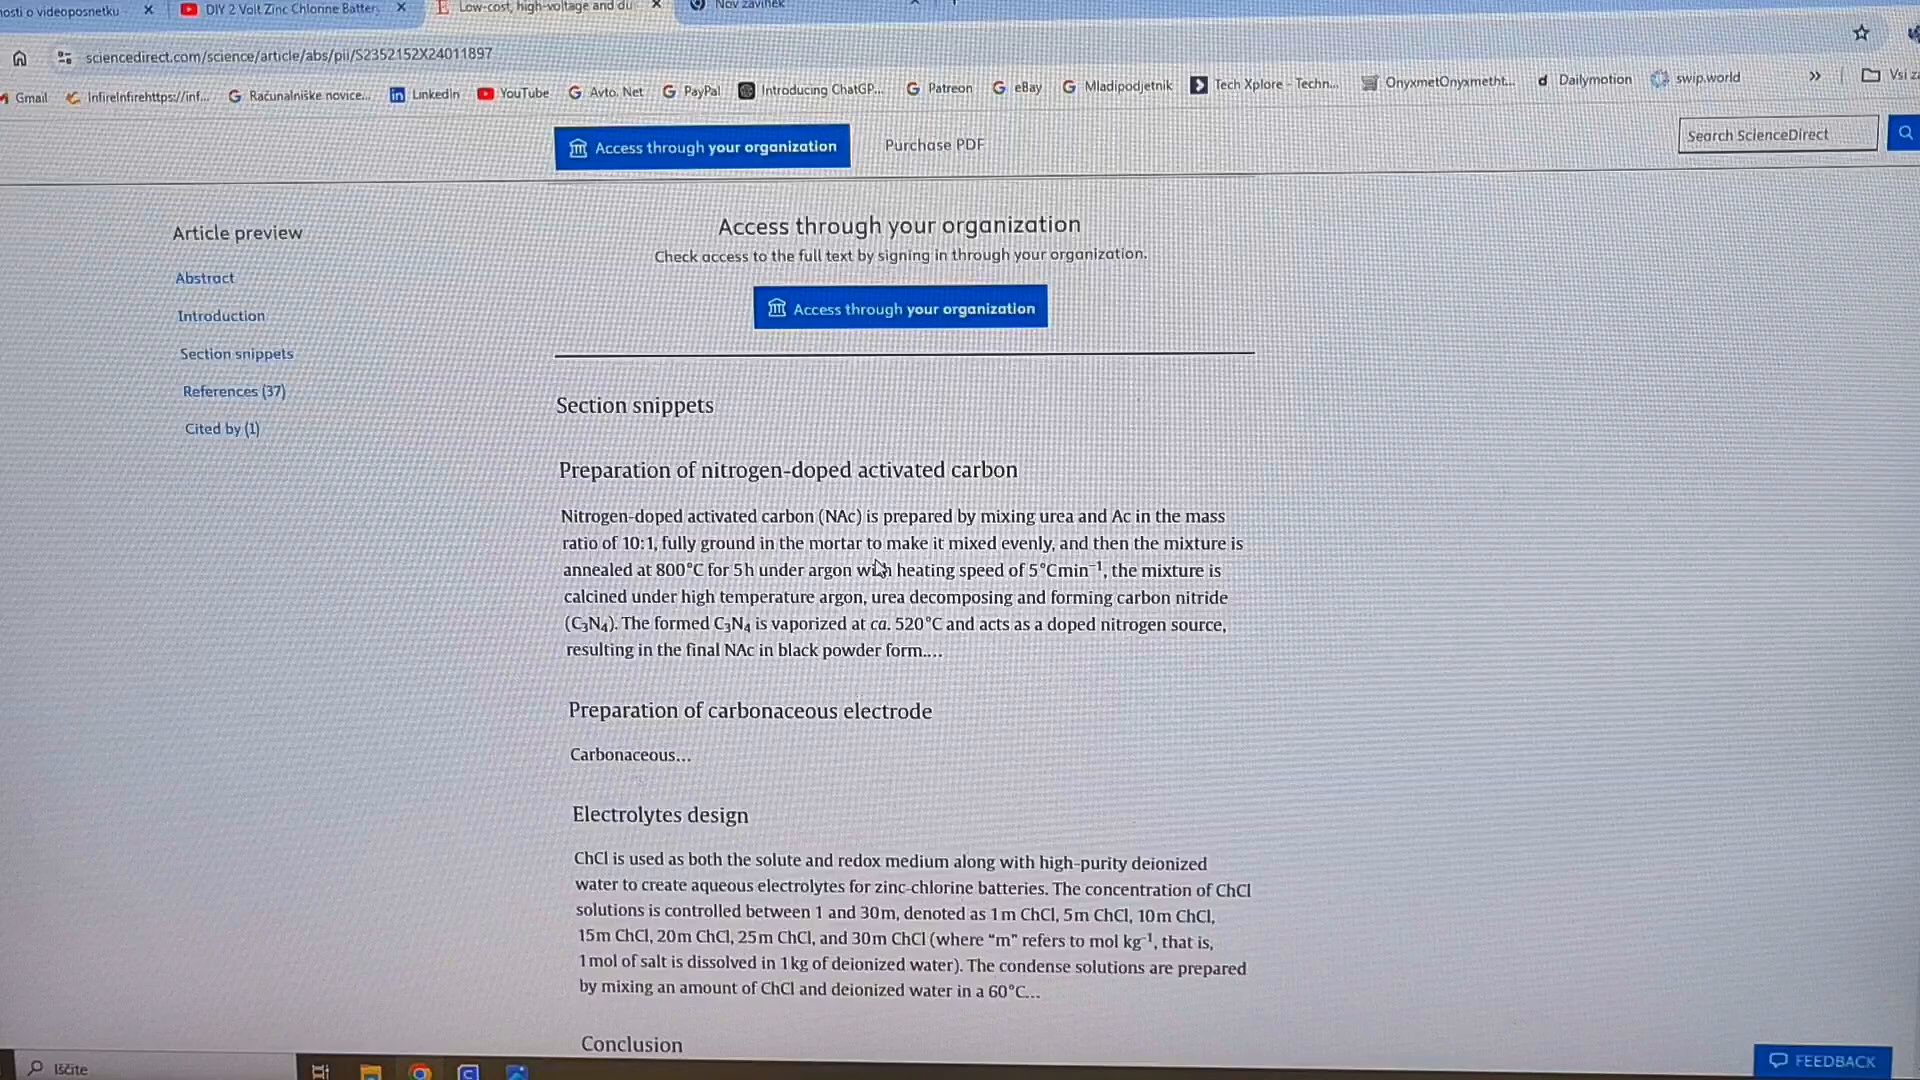 nosti o videoposnetku
DIY 2 Volt Zinc Chlorine Batter
Low-cost, high-voltage and du
Nov zavihek
sciencedirect.com/science/article/abs/pii/S2352152X24011897
Gmail
InfireInfirehttps://inf...
Računalniške novice...
LinkedIn
YouTube
Avto. Net
PayPal
Introducing ChatGP...
Patreon
eBay
Mladipodjetnik
Tech Xplore - Techn...
OnyxmetOnyxmetht...
Dailymotion
swip.world
»
Vsi za
Access through your organization
Purchase PDF
Search ScienceDirect
Article preview
Abstract
Introduction
Section snippets
References (37)
Cited by (1)
Access through your organization
Check access to the full text by signing in through your organization.
Access through your organization
Section snippets
Preparation of nitrogen-doped activated carbon
Nitrogen-doped activated carbon (NAc) is prepared by mixing urea and Ac in the mass
ratio of 10:1, fully ground in the mortar to make it mixed evenly, and then the mixture is
annealed at 800°C for 5h under argon with heating speed of 5°Cmin⁻¹, the mixture is
calcined under high temperature argon, urea decomposing and forming carbon nitride
(C₃N₄). The formed C₃N₄ is vaporized at ca. 520°C and acts as a doped nitrogen source,
resulting in the final NAc in black powder form....
Preparation of carbonaceous electrode
Carbonaceous...
Electrolytes design
ChCl is used as both the solute and redox medium along with high-purity deionized
water to create aqueous electrolytes for zinc-chlorine batteries. The concentration of ChCl
solutions is controlled between 1 and 30m, denoted as 1m ChCl, 5m ChCl, 10m ChCl,
15m ChCl, 20m ChCl, 25m ChCl, and 30m ChCl (where "m" refers to mol kg⁻¹, that is,
1mol of salt is dissolved in 1kg of deionized water). The condense solutions are prepared
by mixing an amount of ChCl and deionized water in a 60°C...
Conclusion
FEEDBACK
Iščite